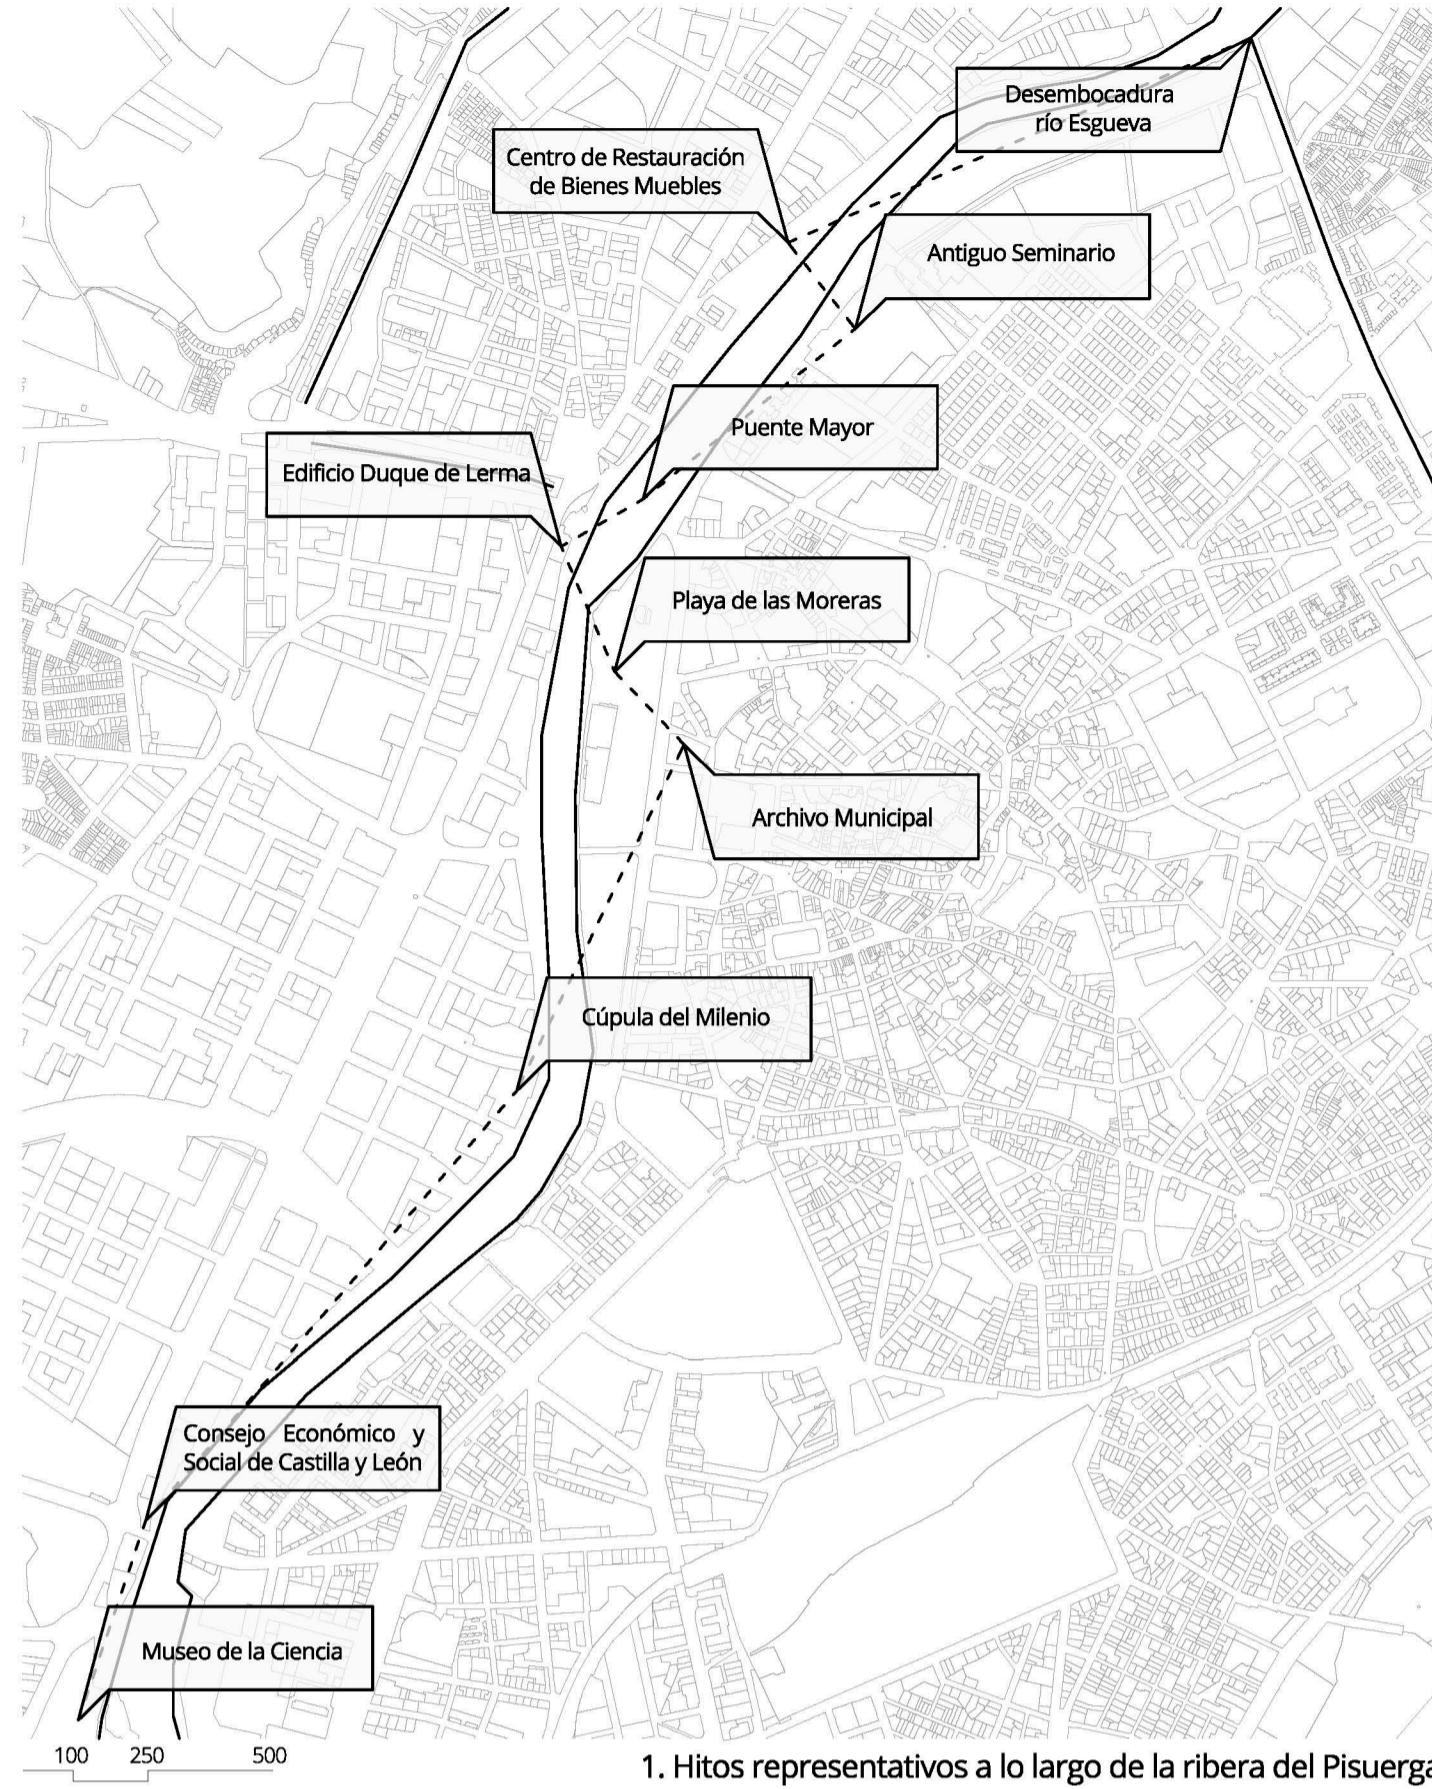 Desembocadura
río Esgueva
Centro de Restauración
de Bienes Muebles
Antiguo Seminario
Puente Mayor
Edificio Duque de Lerma
Playa de las Moreras
Archivo Municipal
Cúpula del Milenio
Consejo Económico y
Social de Castilla y León
Museo de la Ciencia
100 250 500
1. Hitos representativos a lo largo de la ribera del Pisuerga